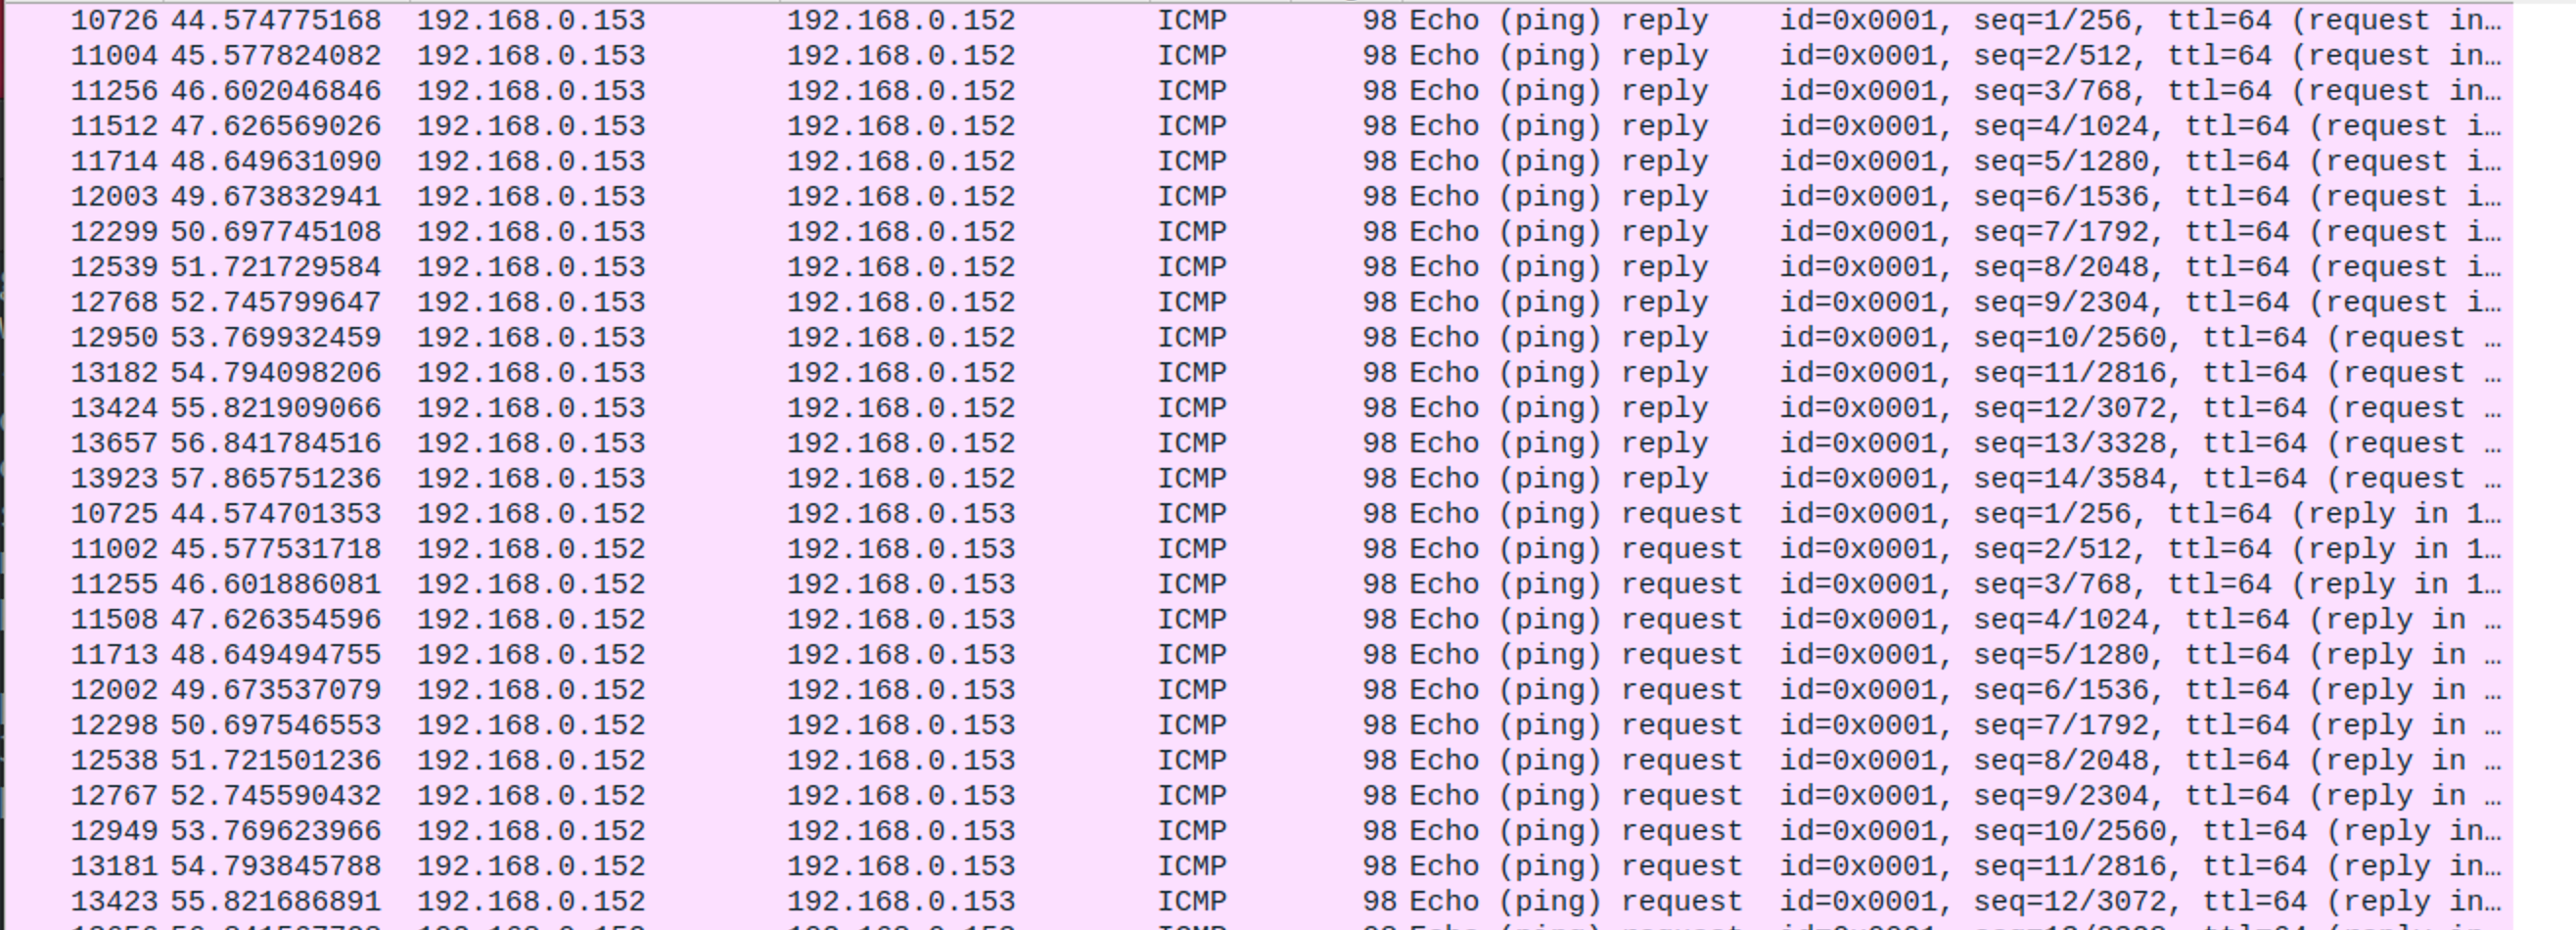 10726 44.574775168 192.168.0.153 192.168.0.152 ICMP 98 Echo (ping) reply id=0x0001, seq=1/256, ttl=64 (request in…
11004 45.577824082 192.168.0.153 192.168.0.152 ICMP 98 Echo (ping) reply id=0x0001, seq=2/512, ttl=64 (request in…
11256 46.602046846 192.168.0.153 192.168.0.152 ICMP 98 Echo (ping) reply id=0x0001, seq=3/768, ttl=64 (request in…
11512 47.626569026 192.168.0.153 192.168.0.152 ICMP 98 Echo (ping) reply id=0x0001, seq=4/1024, ttl=64 (request i…
11714 48.649631090 192.168.0.153 192.168.0.152 ICMP 98 Echo (ping) reply id=0x0001, seq=5/1280, ttl=64 (request i…
12003 49.673832941 192.168.0.153 192.168.0.152 ICMP 98 Echo (ping) reply id=0x0001, seq=6/1536, ttl=64 (request i…
12299 50.697745108 192.168.0.153 192.168.0.152 ICMP 98 Echo (ping) reply id=0x0001, seq=7/1792, ttl=64 (request i…
12539 51.721729584 192.168.0.153 192.168.0.152 ICMP 98 Echo (ping) reply id=0x0001, seq=8/2048, ttl=64 (request i…
12768 52.745799647 192.168.0.153 192.168.0.152 ICMP 98 Echo (ping) reply id=0x0001, seq=9/2304, ttl=64 (request i…
12950 53.769932459 192.168.0.153 192.168.0.152 ICMP 98 Echo (ping) reply id=0x0001, seq=10/2560, ttl=64 (request …
13182 54.794098206 192.168.0.153 192.168.0.152 ICMP 98 Echo (ping) reply id=0x0001, seq=11/2816, ttl=64 (request …
13424 55.821909066 192.168.0.153 192.168.0.152 ICMP 98 Echo (ping) reply id=0x0001, seq=12/3072, ttl=64 (request …
13657 56.841784516 192.168.0.153 192.168.0.152 ICMP 98 Echo (ping) reply id=0x0001, seq=13/3328, ttl=64 (request …
13923 57.865751236 192.168.0.153 192.168.0.152 ICMP 98 Echo (ping) reply id=0x0001, seq=14/3584, ttl=64 (request …
10725 44.574701353 192.168.0.152 192.168.0.153 ICMP 98 Echo (ping) request id=0x0001, seq=1/256, ttl=64 (reply in 1…
11002 45.577531718 192.168.0.152 192.168.0.153 ICMP 98 Echo (ping) request id=0x0001, seq=2/512, ttl=64 (reply in 1…
11255 46.601886081 192.168.0.152 192.168.0.153 ICMP 98 Echo (ping) request id=0x0001, seq=3/768, ttl=64 (reply in 1…
11508 47.626354596 192.168.0.152 192.168.0.153 ICMP 98 Echo (ping) request id=0x0001, seq=4/1024, ttl=64 (reply in …
11713 48.649494755 192.168.0.152 192.168.0.153 ICMP 98 Echo (ping) request id=0x0001, seq=5/1280, ttl=64 (reply in …
12002 49.673537079 192.168.0.152 192.168.0.153 ICMP 98 Echo (ping) request id=0x0001, seq=6/1536, ttl=64 (reply in …
12298 50.697546553 192.168.0.152 192.168.0.153 ICMP 98 Echo (ping) request id=0x0001, seq=7/1792, ttl=64 (reply in …
12538 51.721501236 192.168.0.152 192.168.0.153 ICMP 98 Echo (ping) request id=0x0001, seq=8/2048, ttl=64 (reply in …
12767 52.745590432 192.168.0.152 192.168.0.153 ICMP 98 Echo (ping) request id=0x0001, seq=9/2304, ttl=64 (reply in …
12949 53.769623966 192.168.0.152 192.168.0.153 ICMP 98 Echo (ping) request id=0x0001, seq=10/2560, ttl=64 (reply in…
13181 54.793845788 192.168.0.152 192.168.0.153 ICMP 98 Echo (ping) request id=0x0001, seq=11/2816, ttl=64 (reply in…
13423 55.821686891 192.168.0.152 192.168.0.153 ICMP 98 Echo (ping) request id=0x0001, seq=12/3072, ttl=64 (reply in…